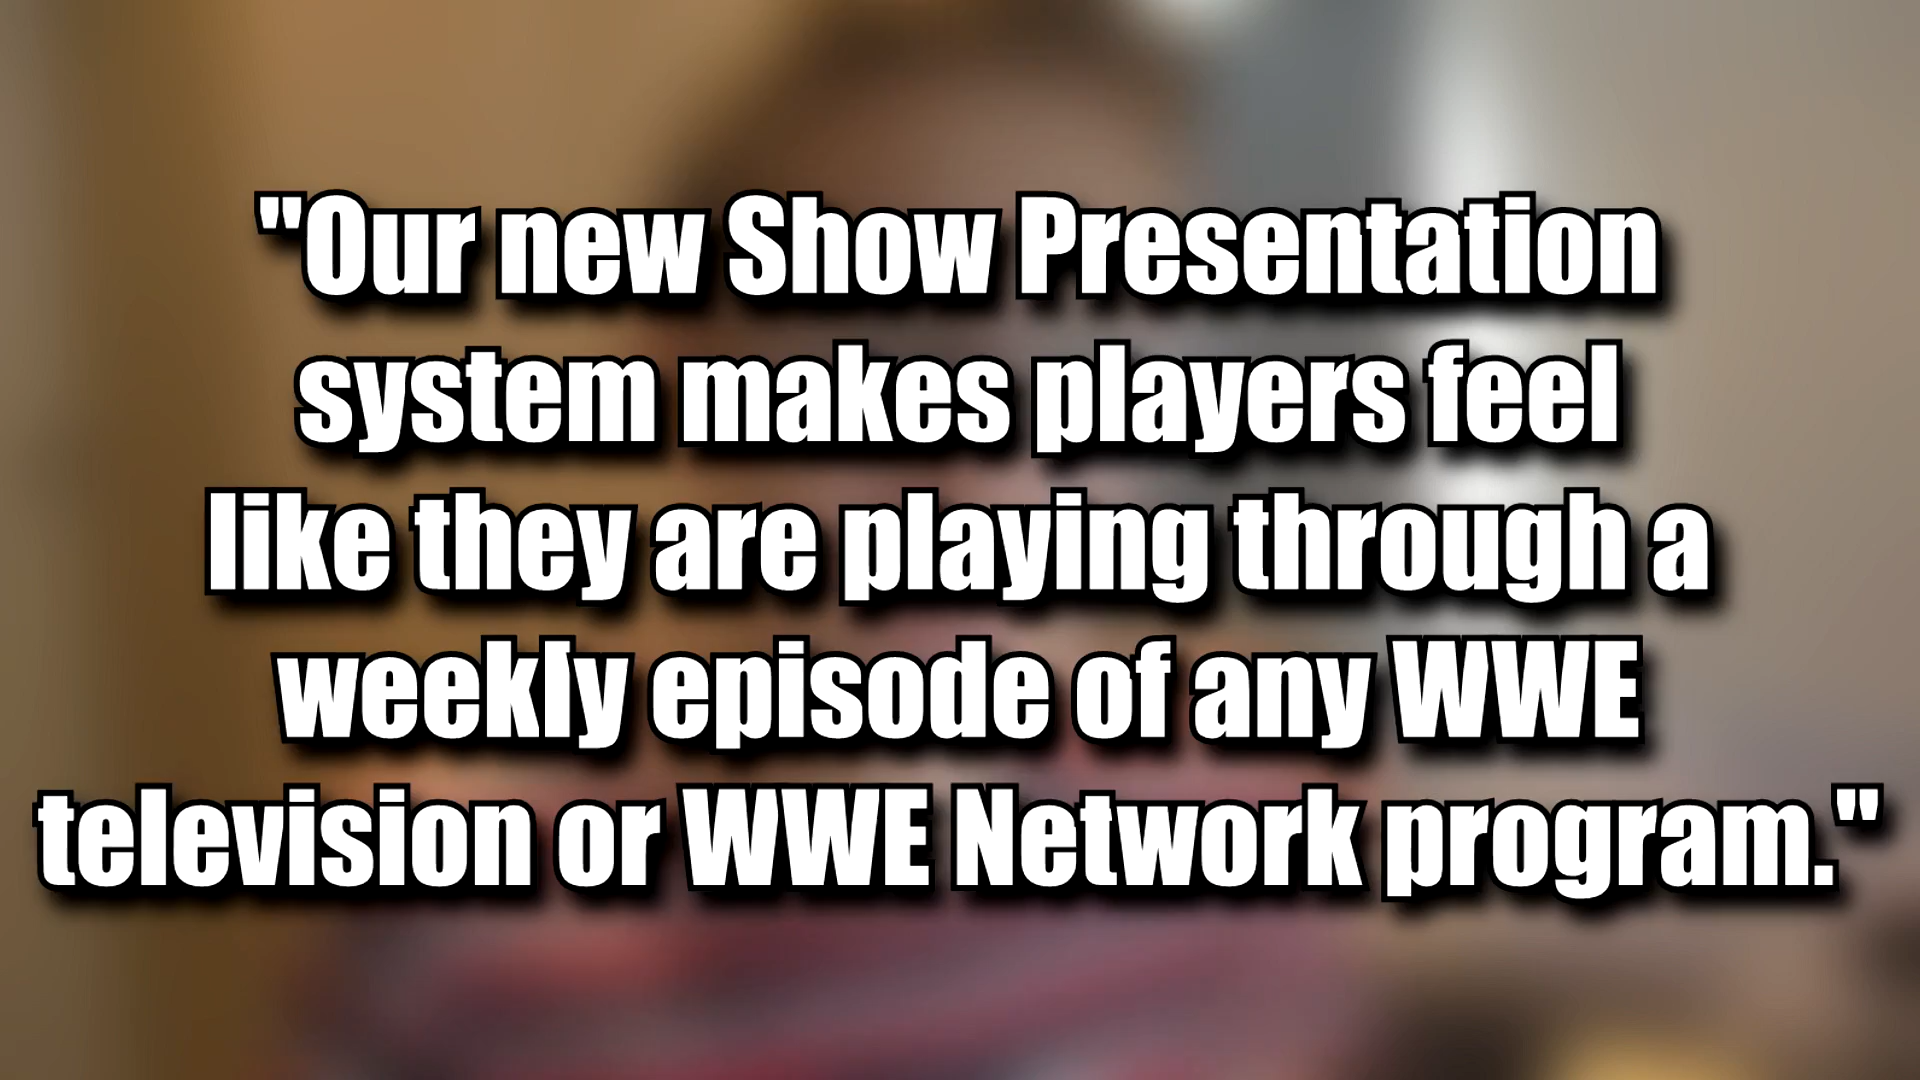 "Our new Show Presentation
system makes players feel
like they are playing through a
weekly episode of any WWE
television or WWE Network program."